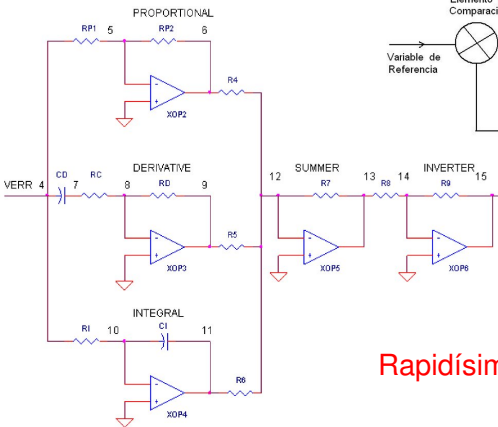 Elemento
Comparaci
Variable de
Referencia
PROPORTIONAL
RP1 5 RP2 6
R4
XOP2
DERIVATIVE
VERR 4 CD 7 RC 8 RD 9
R5
XOP3
INTEGRAL
RI 10 CI 11
R6
XOP4
12 SUMMER 13 14 INVERTER 15
R7 R8 R9
XOP5 XOP6
Rapidísim